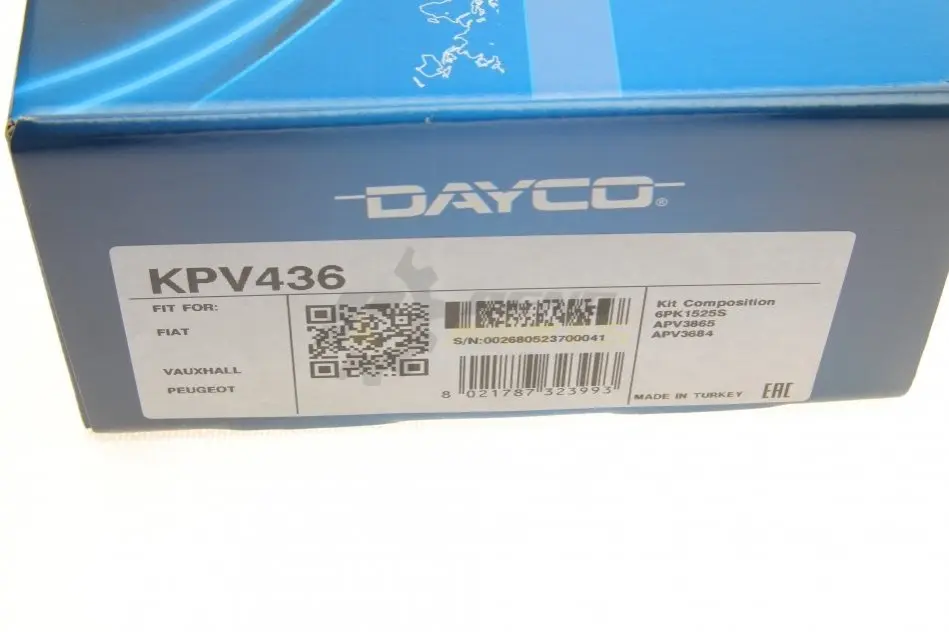 DAYCO®
KPV436
FIT FOR:
FIAT
VAUXHALL
PEUGEOT
S/N:002680523700041
8 021787 323993
Kit Composition
6PK1525S
APV3865
APV3684
MADE IN TURKEY
EAC